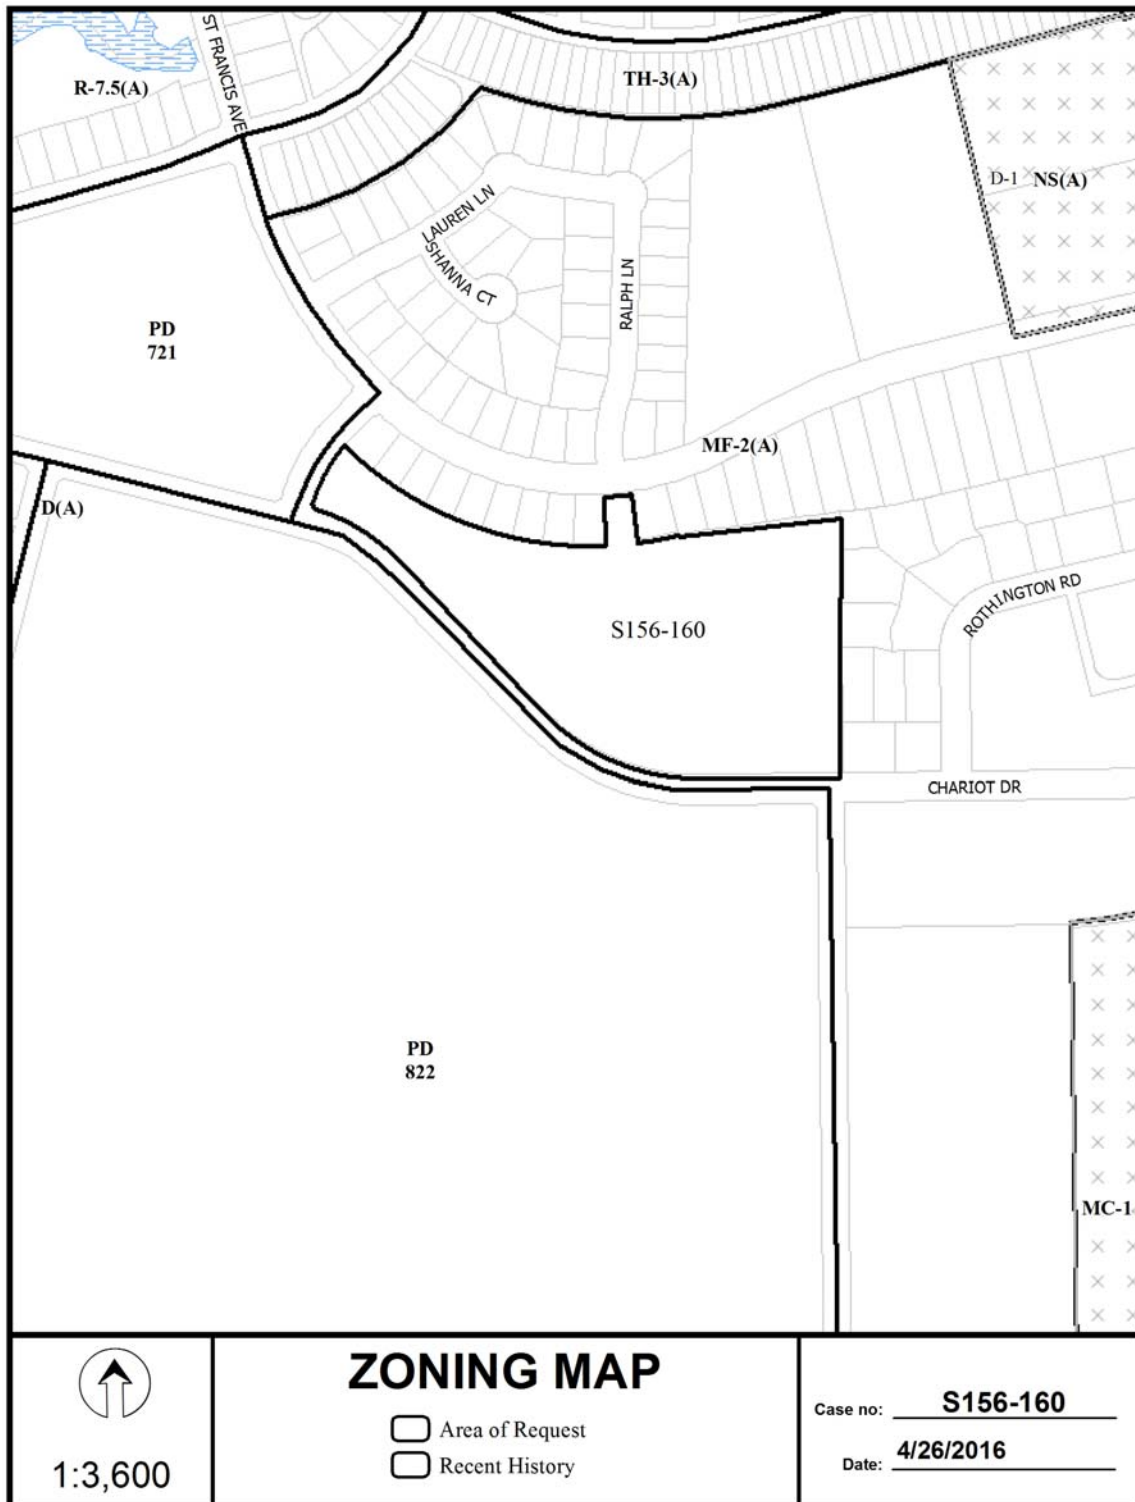 ST FRANCIS AVE
R-7.5(A)
TH-3(A)
D-1 NS(A)
LAUREN LN
SHANNA CT
RALPH LN
PD
721
MF-2(A)
D(A)
ROTHINGTON RD
S156-160
CHARIOT DR
PD
822
MC-1
ZONING MAP
Area of Request
Recent History
1:3,600
Case no: S156-160
Date: 4/26/2016